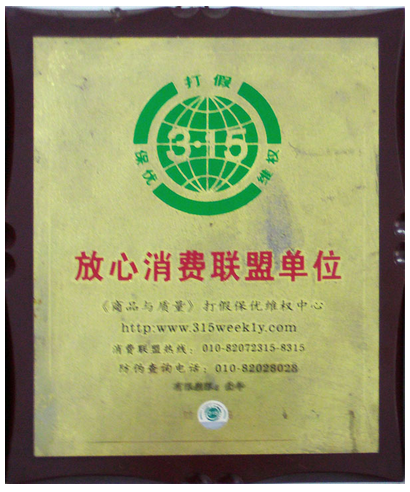 打假
保优
3·15
维权
放心消费联盟单位
《商品与质量》打假保优维权中心
http:www.315weekly.com
消费联盟热线：010-82072315-8315
防伪查询电话：010-82028028